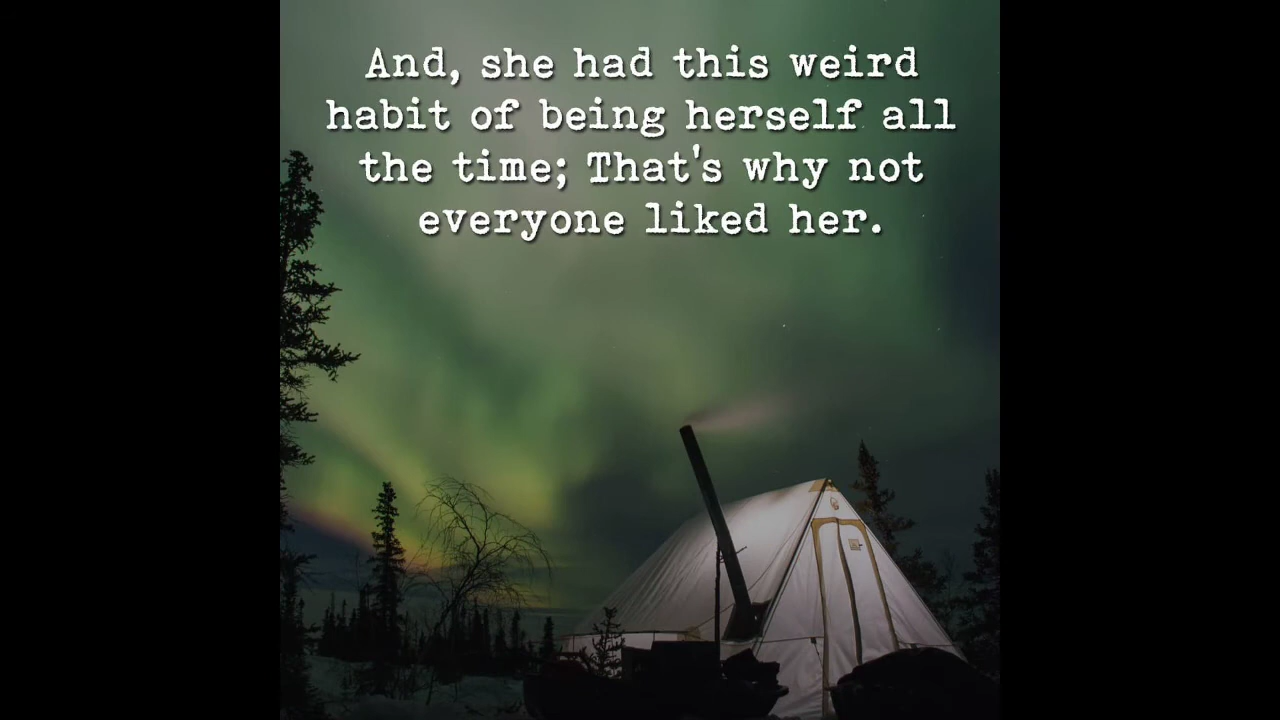 And, she had this weird
habit of being herself all
the time; That's why not
everyone liked her.